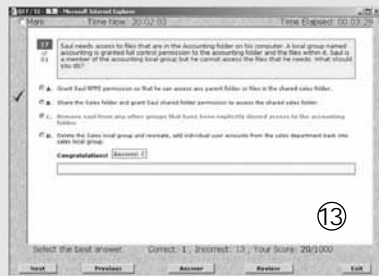 Microsoft Internet Explorer
Mark Time Now : 20:02:03 Time Elapsed: 00:03:29
17
of
Saul needs access to files that are in the Accounting folder on his computer. A local group named
accounting is granted full control permission to the accounting folder and the files within it. Saul is
a member of the accounting local group but he cannot access the files that he needs. What should
you do?
A. Grant Saul NTFS permission so that he can access any parent folder or files in the shared sales folder.
B. Share the Sales folder and grant Saul shared folder permission to access the shared sales folder.
C. Remove saul from any other groups that have been explicitly denied access to the accounting
folder.
D. Delete the Sales local group and recreate, add individual user accounts from the sales department back into
sales local group.
Congratulations! Answer: C
⑬
Select the best answer. Correct: 1 , Incorrect: 13 , Your Score: 20/1000
Next Previous Answer Review Exit